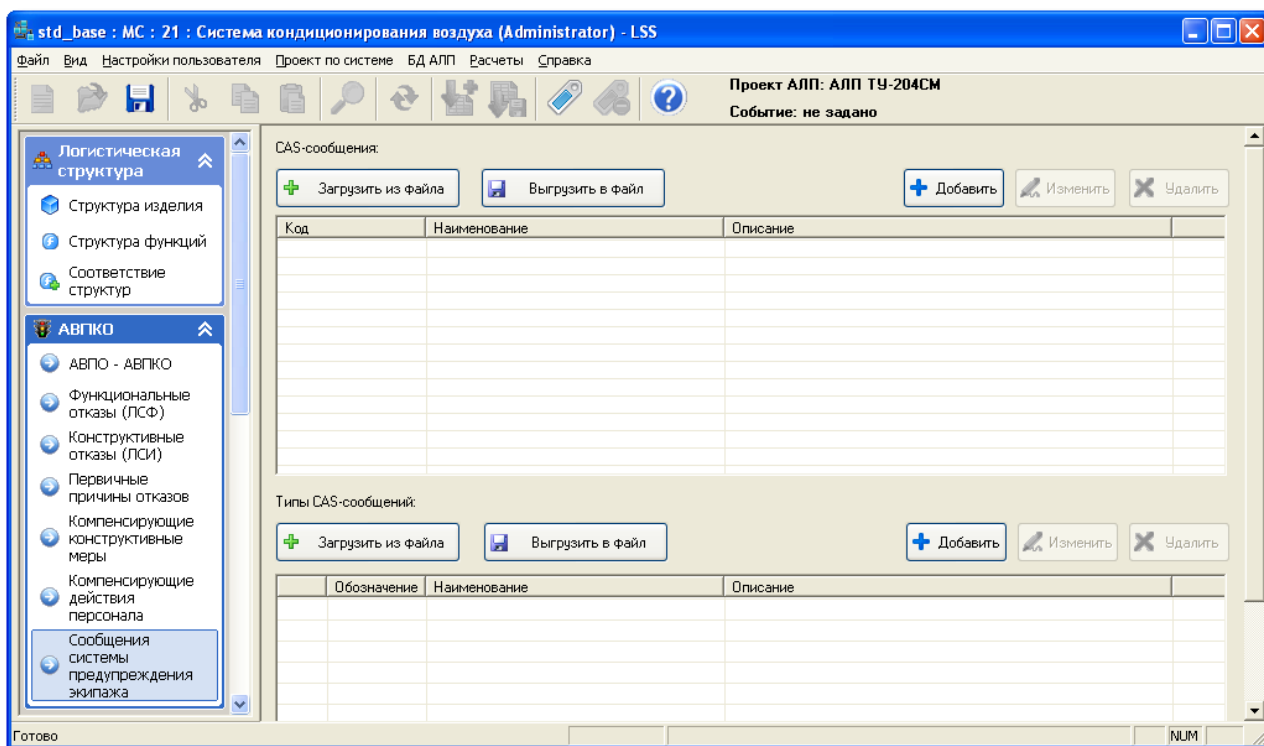 std_base : МС : 21 : Система кондиционирования воздуха (Administrator) - LSS
Файл Вид Настройки пользователя Проект по системе БД АЛП Расчеты Справка
Проект АЛП: АЛП ТУ-204СМ
Событие: не задано
Логистическая
структура
Структура изделия
Структура функций
Соответствие
структур
АВПКО
АВПО - АВПКО
Функциональные
отказы (ЛСФ)
Конструктивные
отказы (ЛСИ)
Первичные
причины отказов
Компенсирующие
конструктивные
меры
Компенсирующие
действия
персонала
Сообщения
системы
предупреждения
экипажа
CAS-сообщения:
Загрузить из файла Выгрузить в файл Добавить Изменить Удалить
Код Наименование Описание
Типы CAS-сообщений:
Загрузить из файла Выгрузить в файл Добавить Изменить Удалить
Обозначение Наименование Описание
Готово NUM